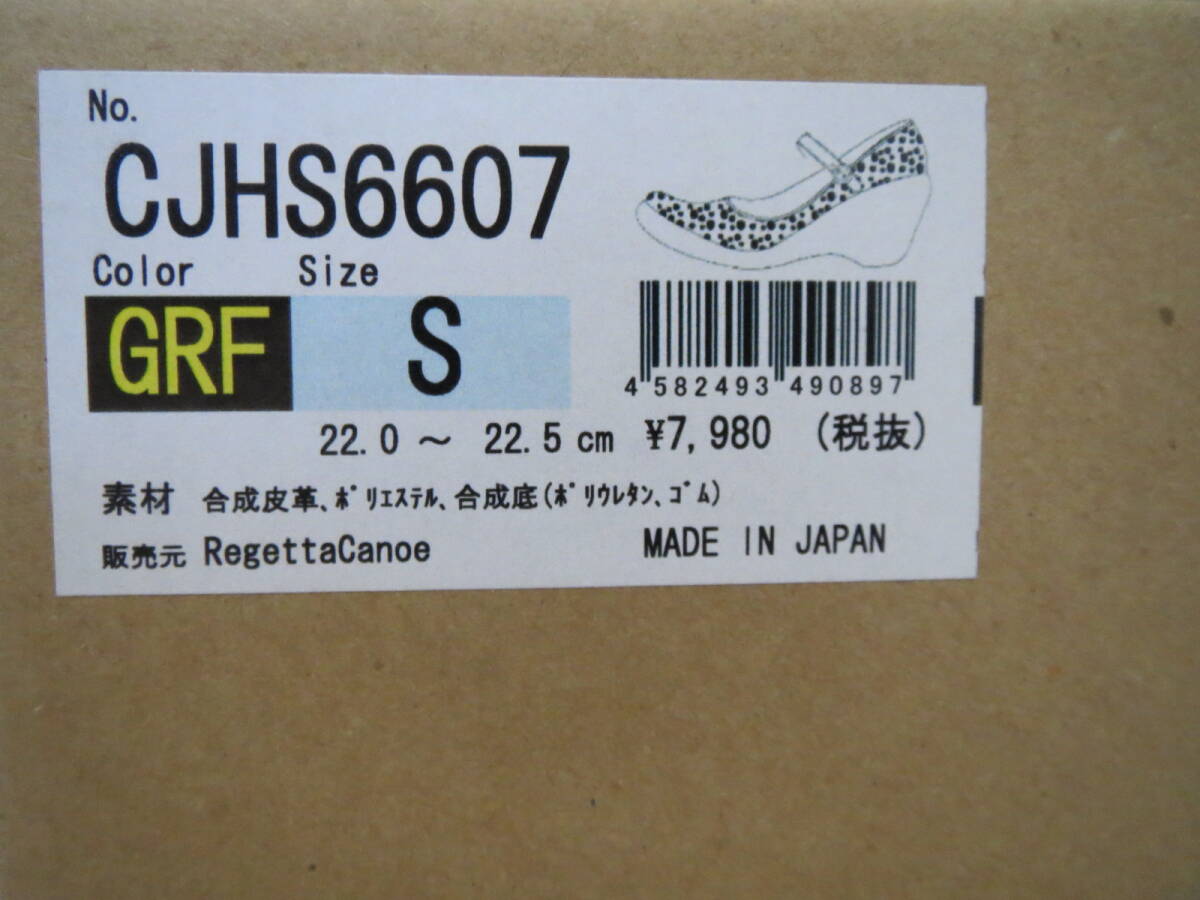 No.
CJHS6607
Color Size
GRF S
22.0 ～ 22.5 cm ¥7,980 (税抜)
4 582493 490897
素材 合成皮革、ﾎﾟﾘｴｽﾃﾙ、合成底(ﾎﾟﾘｳﾚﾀﾝ、ｺﾞﾑ)
販売元 RegettaCanoe MADE IN JAPAN